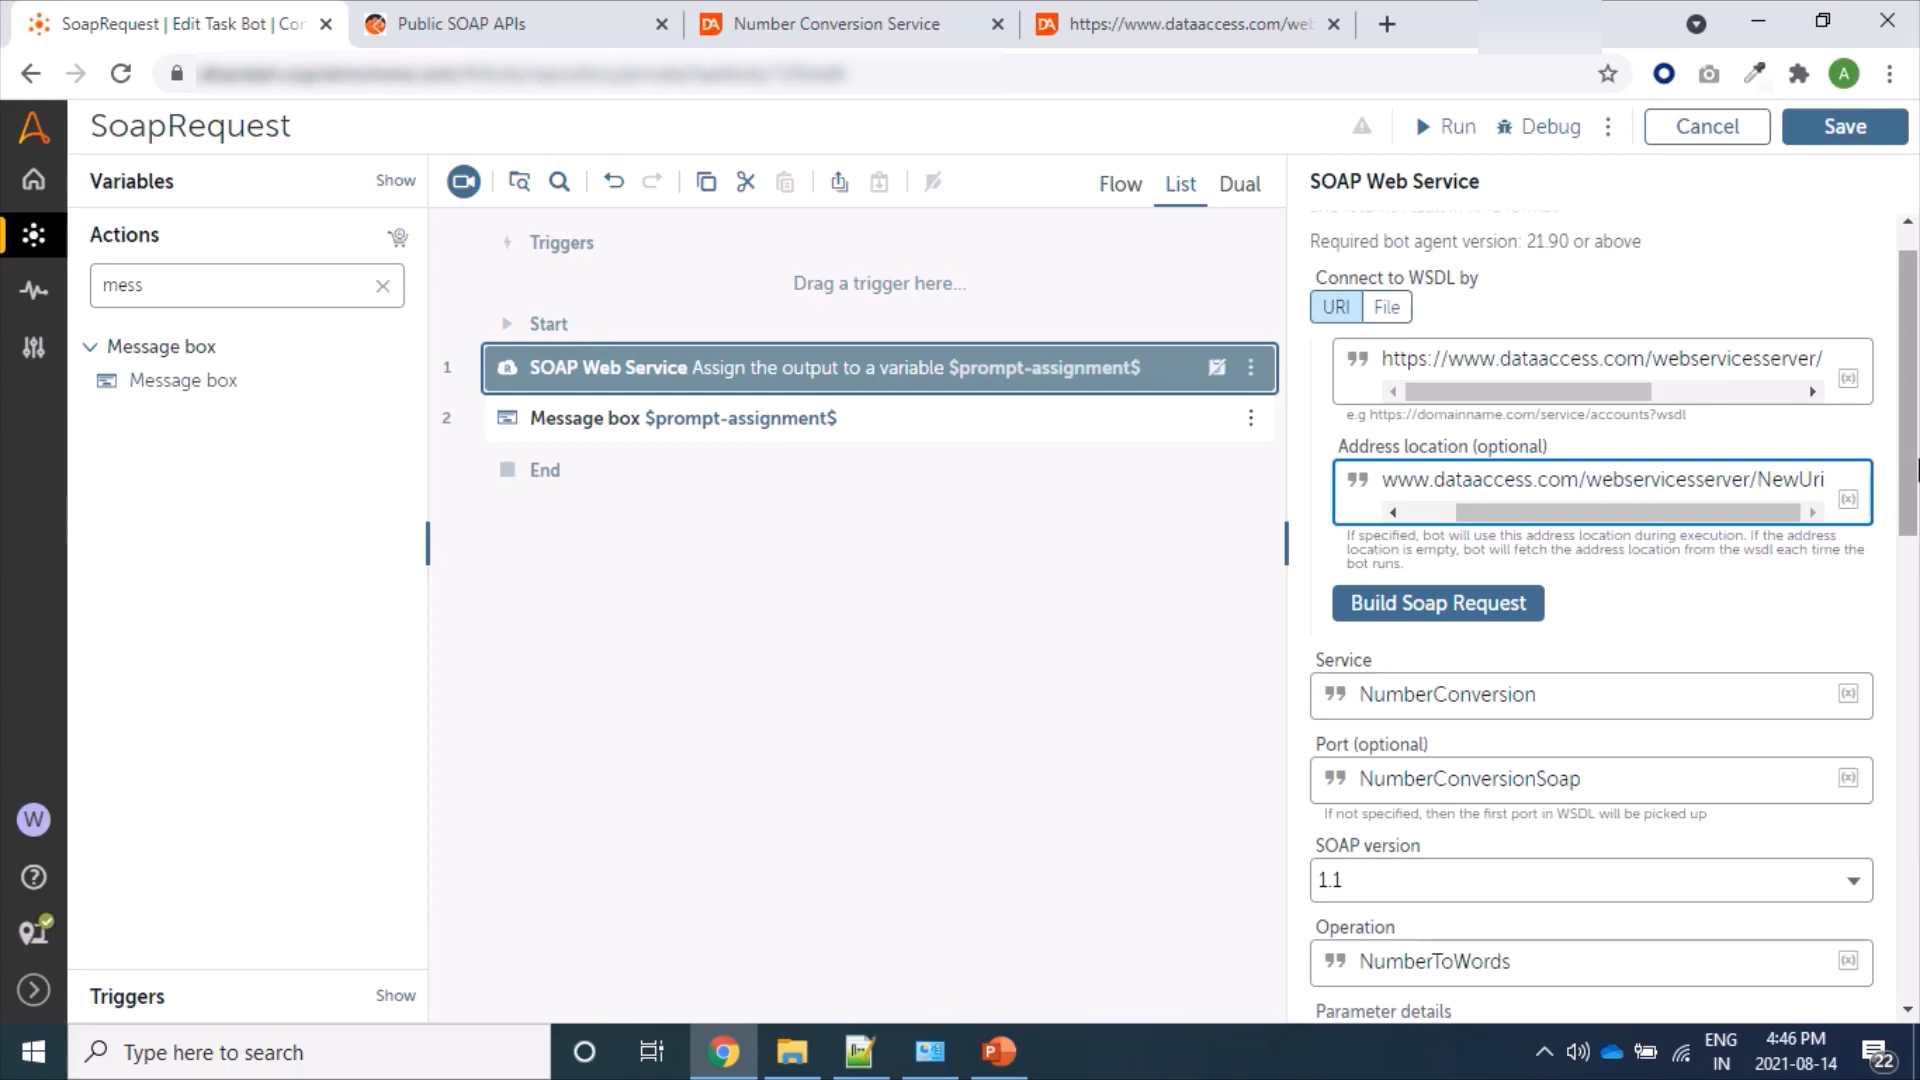 SoapRequest | Edit Task Bot | Cor
Public SOAP APIs
Number Conversion Service
https://www.dataaccess.com/web
A
SoapRequest
Run
Debug
Cancel
Save
Variables
Show
Flow
List
Dual
SOAP Web Service
Actions
mess
Message box
Message box
Triggers
Drag a trigger here...
Start
1
SOAP Web Service Assign the output to a variable $prompt-assignment$
2
Message box $prompt-assignment$
End
Required bot agent version: 21.90 or above
Connect to WSDL by
URI
File
https://www.dataaccess.com/webservicesserver/
e.g https://domainname.com/service/accounts?wsdl
Address location (optional)
www.dataaccess.com/webservicesserver/NewUri
If specified, bot will use this address location during execution. If the address
location is empty, bot will fetch the address location from the wsdl each time the
bot runs.
Build Soap Request
Service
NumberConversion
Port (optional)
NumberConversionSoap
If not specified, then the first port in WSDL will be picked up
SOAP version
1.1
Operation
NumberToWords
Parameter details
W
Triggers
Show
Type here to search
ENG
IN
4:46 PM
2021-08-14
22